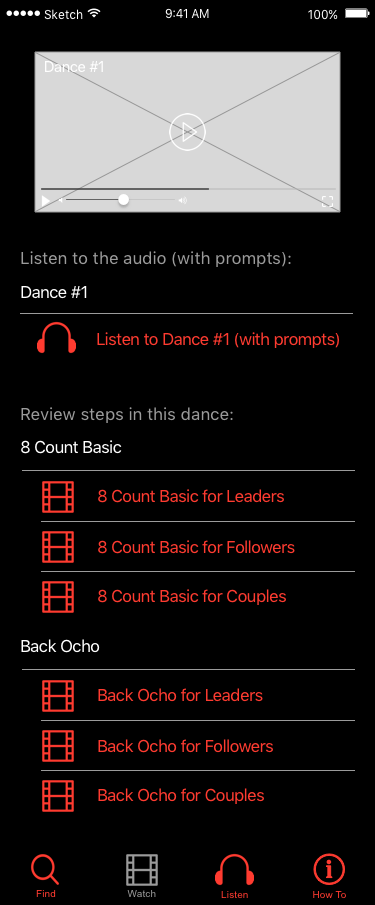 Sketch 9:41 AM 100%
Dance #1
Listen to the audio (with prompts):
Dance #1
Listen to Dance #1 (with prompts)
Review steps in this dance:
8 Count Basic
8 Count Basic for Leaders
8 Count Basic for Followers
8 Count Basic for Couples
Back Ocho
Back Ocho for Leaders
Back Ocho for Followers
Back Ocho for Couples
Find Watch Listen How To